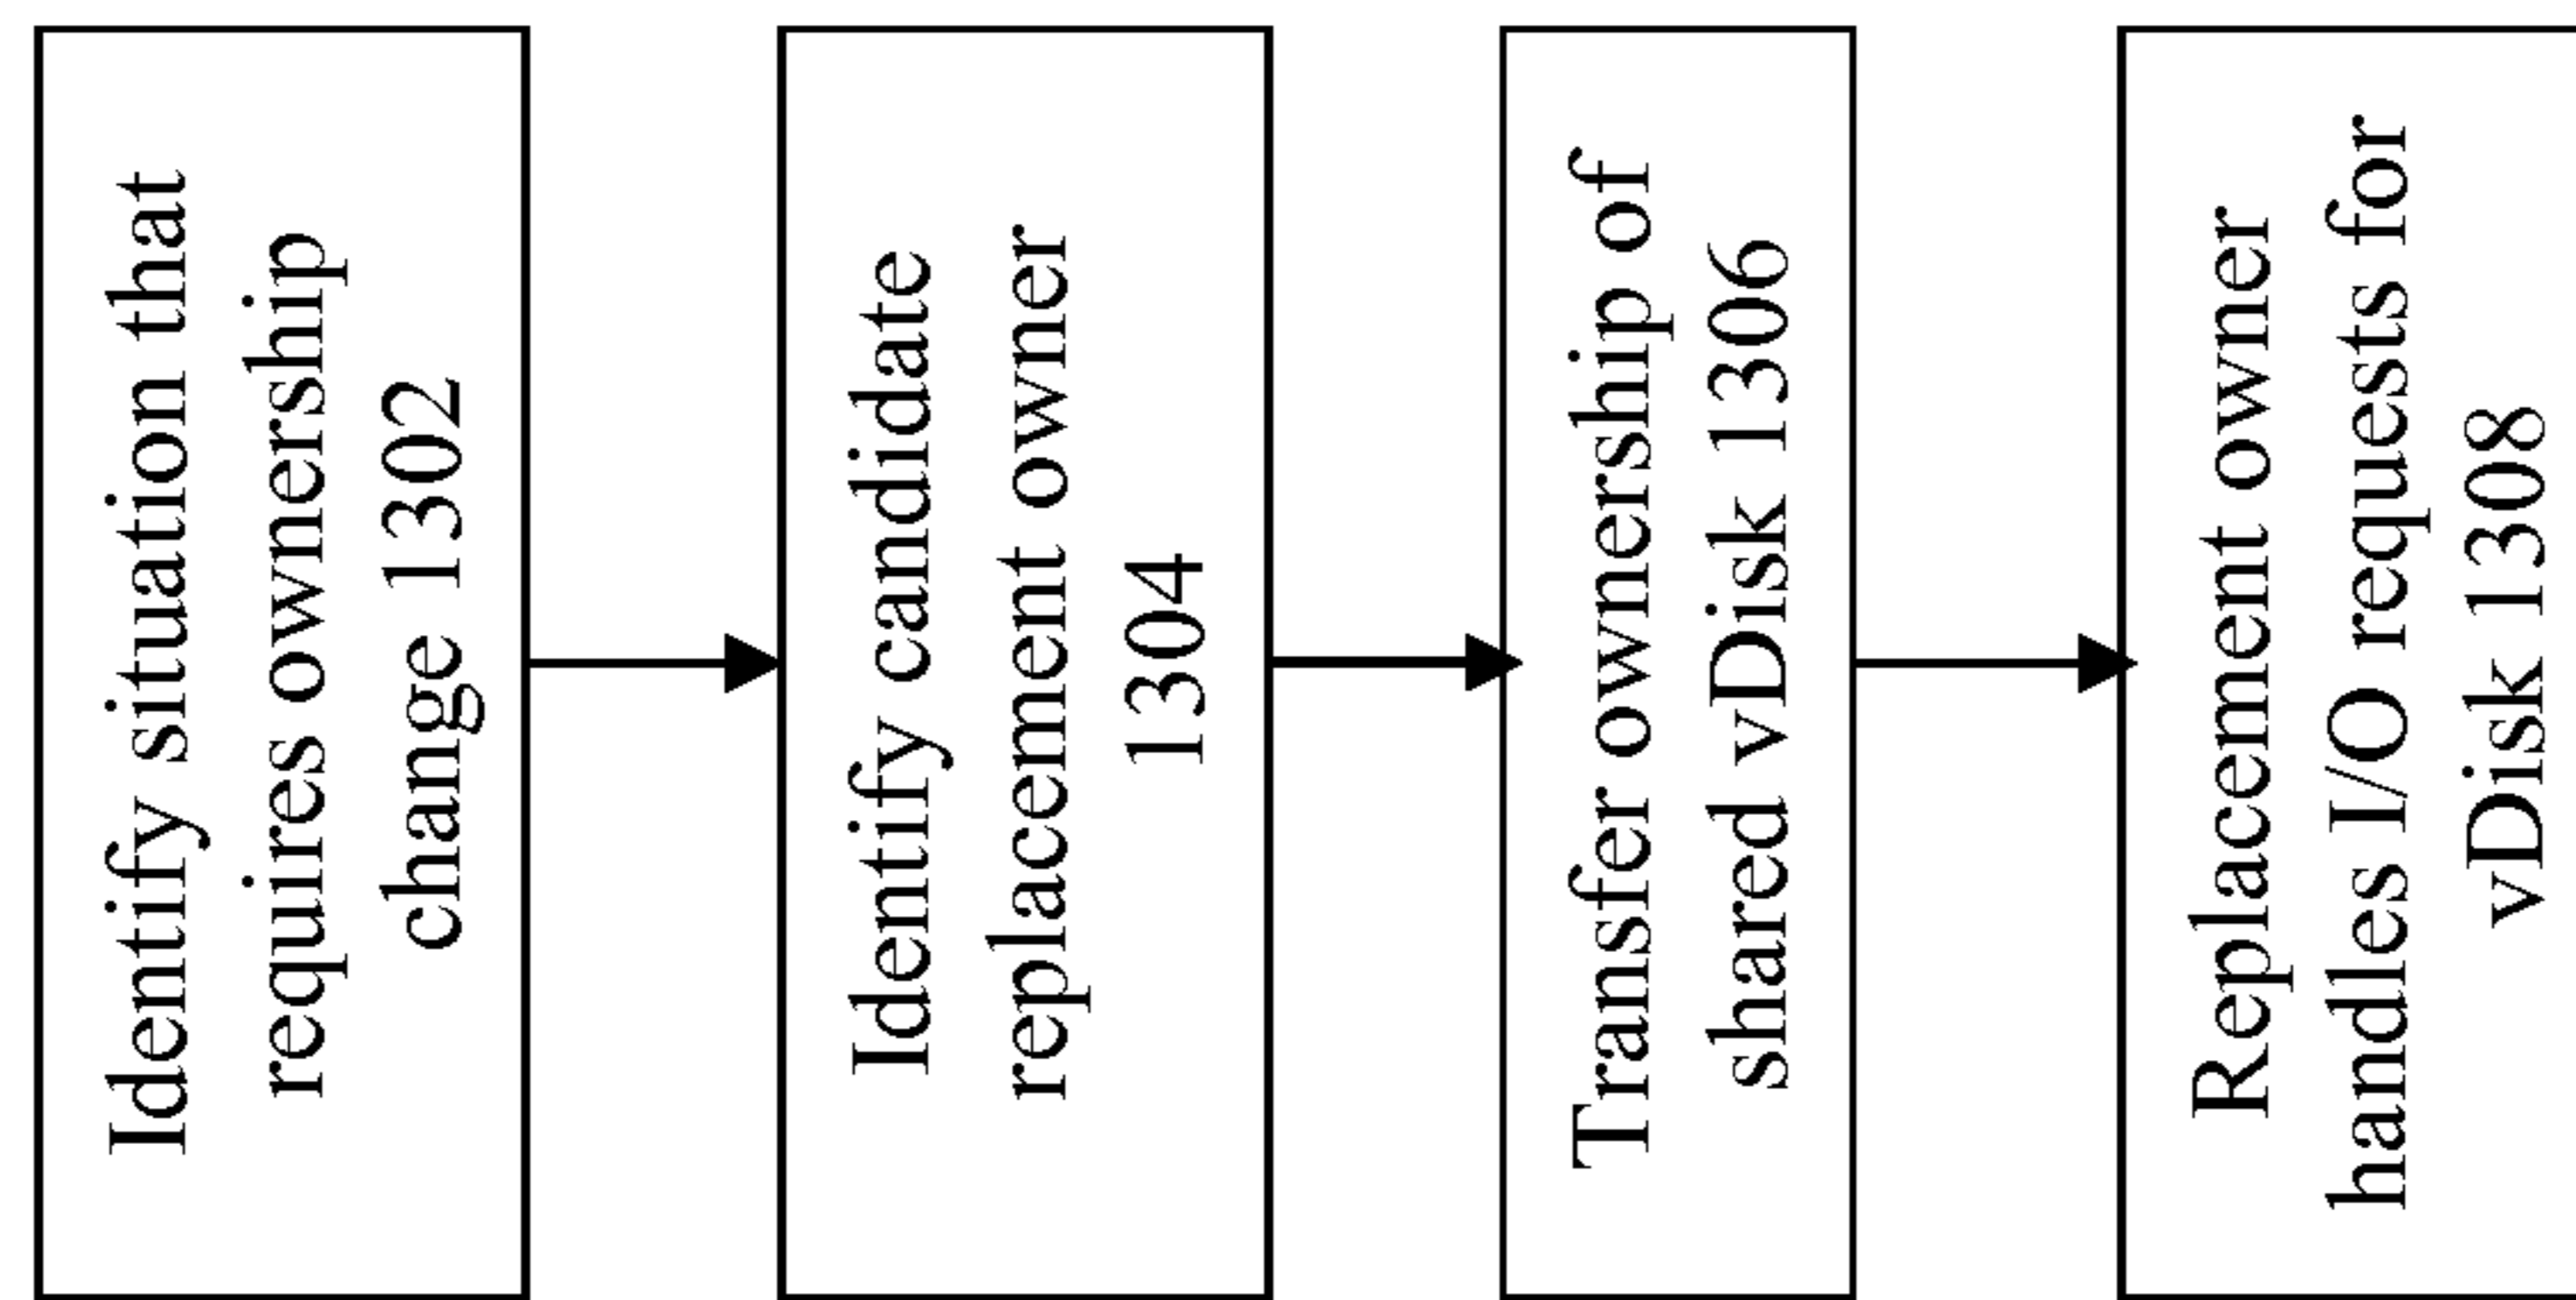 Identify situation that
requires ownership
change 1302
Identify candidate
replacement owner
1304
Transfer ownership of
shared vDisk 1306
Replacement owner
handles I/O requests for
vDisk 1308